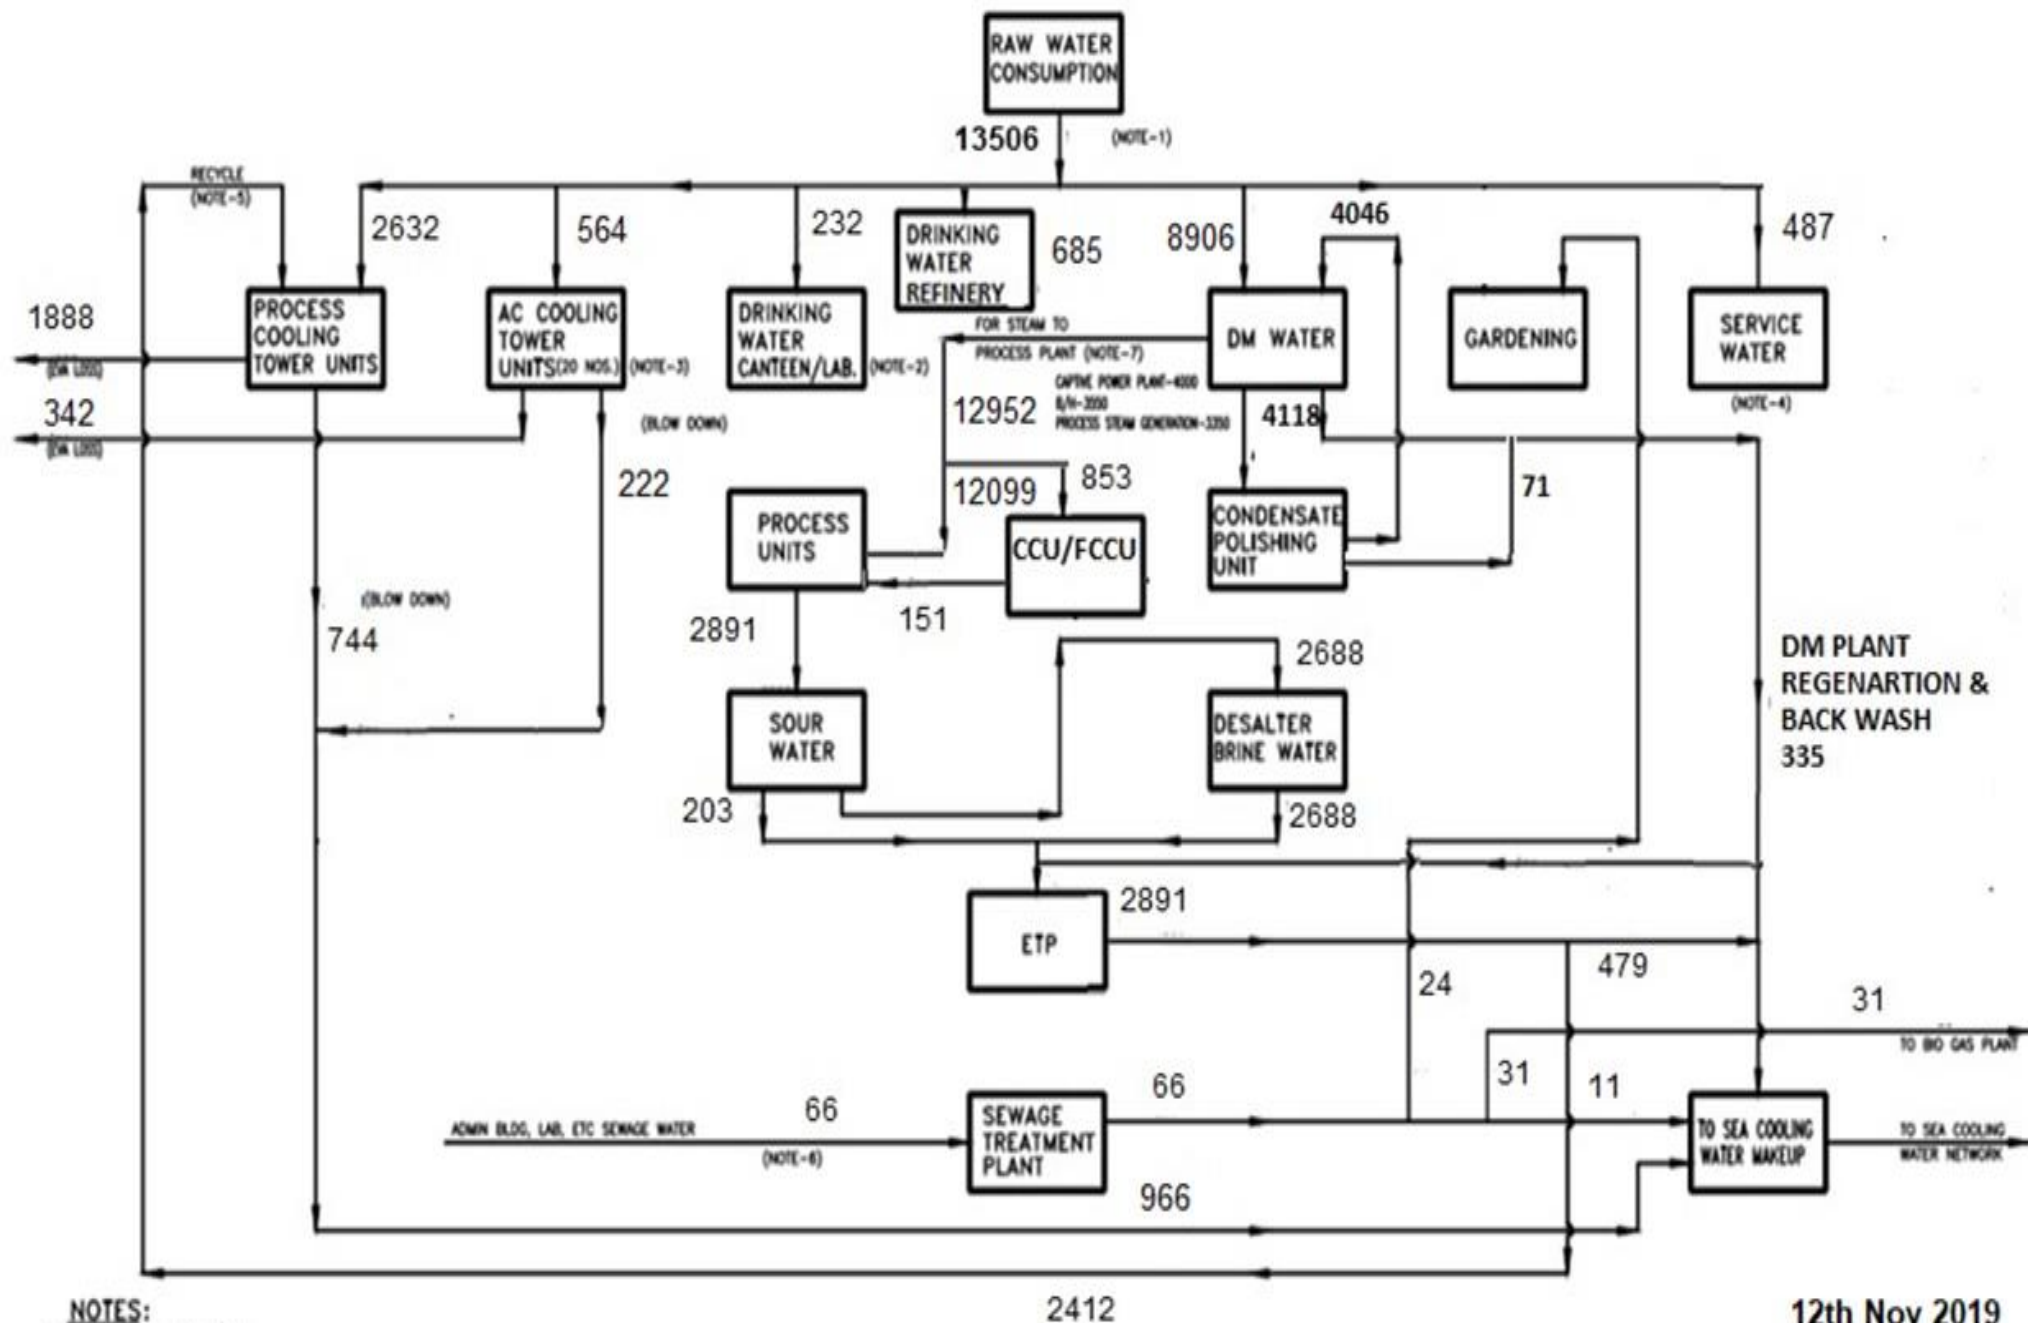 RAW WATER
CONSUMPTION
13506
(NOTE-1)
RECYCLE
(NOTE-5)
2632
564
232
DRINKING
WATER
REFINERY
685
8906
4046
487
1888
(EVA LOSS)
PROCESS
COOLING
TOWER UNITS
AC COOLING
TOWER
UNITS(20 NOS.)
(NOTE-3)
DRINKING
WATER
CANTEEN/LAB.
(NOTE-2)
FOR STEAM TO
PROCESS PLANT (NOTE-7)
DM WATER
GARDENING
SERVICE
WATER
(NOTE-4)
342
(EVA LOSS)
(BLOW DOWN)
222
12952
CAPTIVE POWER PLANT-4000
B/H-3550
PROCESS STEAM GENERATION-3350
4118
12099
853
71
PROCESS
UNITS
CCU/FCCU
CONDENSATE
POLISHING
UNIT
(BLOW DOWN)
744
2891
151
2688
DM PLANT
REGENARTION &
BACK WASH
335
SOUR
WATER
DESALTER
BRINE WATER
203
2688
2891
ETP
479
24
31
TO BIO GAS PLANT
31
11
66
66
ADMIN BLDG, LAB, ETC SEWAGE WATER
(NOTE-6)
SEWAGE
TREATMENT
PLANT
TO SEA COOLING
WATER MAKEUP
TO SEA COOLING
WATER NETWORK
966
2412
NOTES:
12th Nov 2019